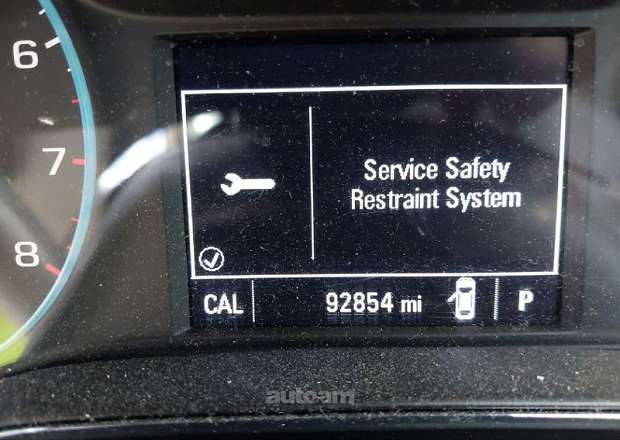 6
7
8
Service Safety
Restraint System
CAL 92854 mi P
autoam